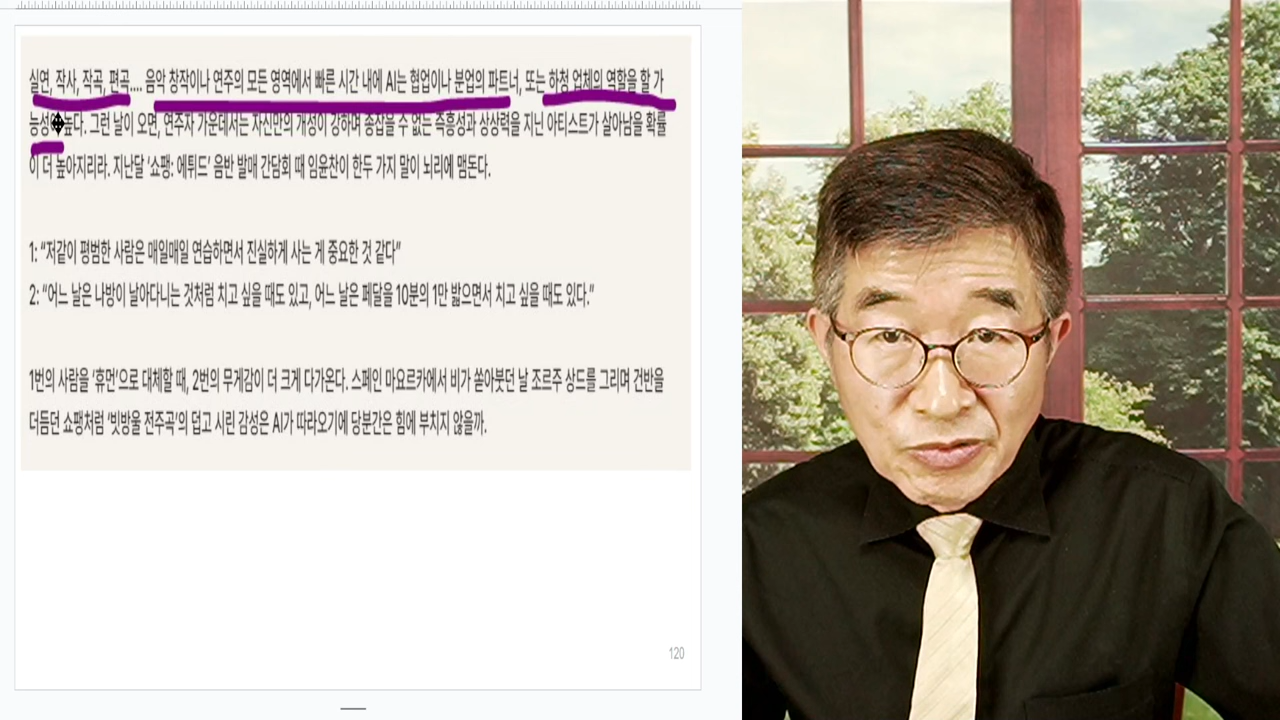 실연, 작사, 작곡, 편곡.... 음악 창작이나 연주의 모든 영역에서 빠른 시간 내에 AI는 협업이나 분업의 파트너, 또는 하청 업체의 역할을 할 가
능성이 높다. 그런 날이 오면, 연주자 가운데서는 자신만의 개성이 강하며 종잡을 수 없는 즉흥성과 상상력을 지닌 아티스트가 살아남을 확률
이 더 높아지리라. 지난달 ‘쇼팽: 에튀드’ 음반 발매 간담회 때 임윤찬이 한두 가지 말이 뇌리에 맴돈다.
1: “저같이 평범한 사람은 매일매일 연습하면서 진실하게 사는 게 중요한 것 같다”
2: “어느 날은 나방이 날아다니는 것처럼 치고 싶을 때도 있고, 어느 날은 페달을 10분의 1만 밟으면서 치고 싶을 때도 있다.”
1번의 사람을 ‘휴먼’으로 대체할 때, 2번의 무게감이 더 크게 다가온다. 스페인 마요르카에서 비가 쏟아붓던 날 조르주 상드를 그리며 건반을
더듬던 쇼팽처럼 ‘빗방울 전주곡’의 덥고 시린 감성은 AI가 따라오기에 당분간은 힘에 부치지 않을까.
120